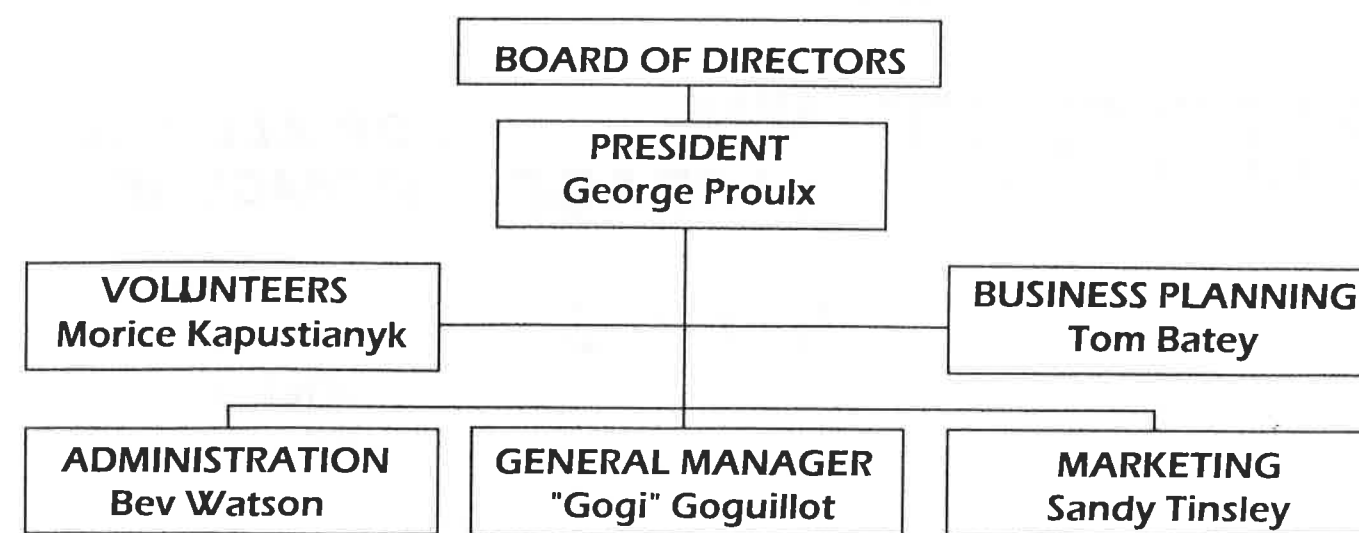 BOARD OF DIRECTORS
PRESIDENT
George Proulx
VOLUNTEERS
Morice Kapustianyk
BUSINESS PLANNING
Tom Batey
ADMINISTRATION
Bev Watson
GENERAL MANAGER
"Gogi" Goguillot
MARKETING
Sandy Tinsley